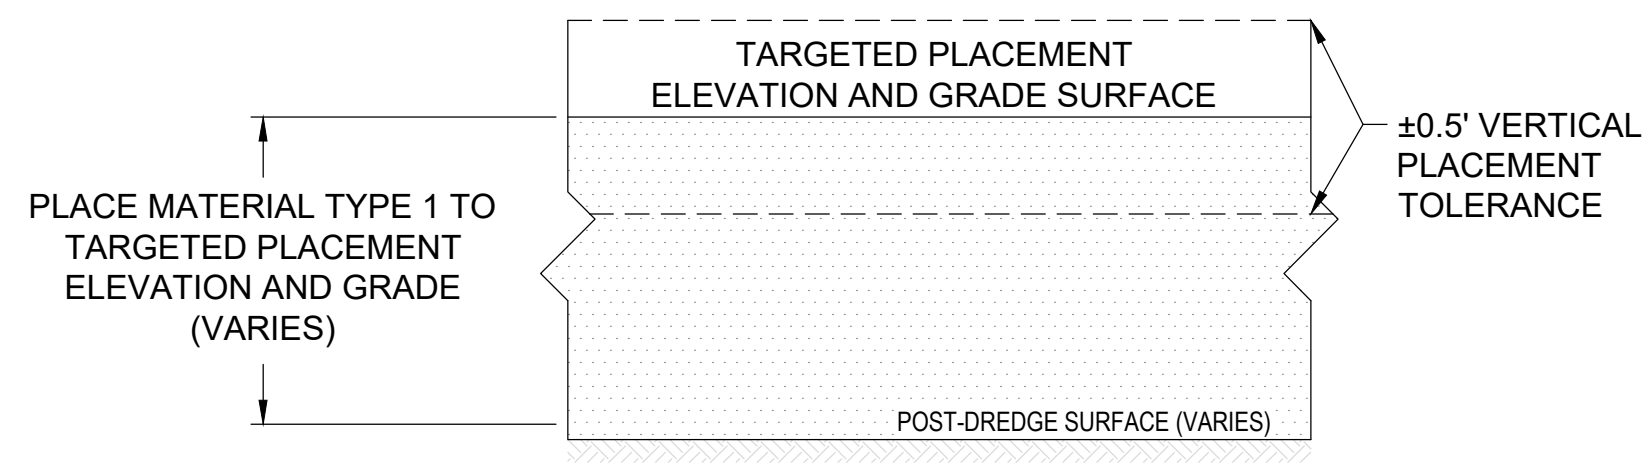 TARGETED PLACEMENT
ELEVATION AND GRADE SURFACE
±0.5' VERTICAL
PLACEMENT
TOLERANCE
PLACE MATERIAL TYPE 1 TO
TARGETED PLACEMENT
ELEVATION AND GRADE
(VARIES)
POST-DREDGE SURFACE (VARIES)